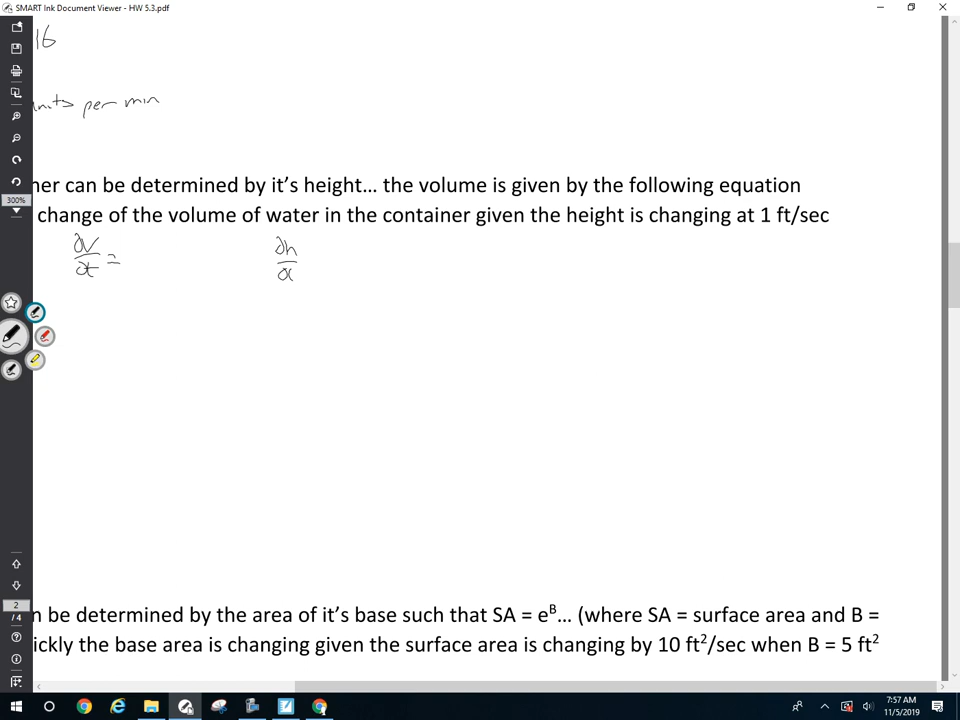 SMART Ink Document Viewer - HW 5.3.pdf
16
units per min
ner can be determined by it's height... the volume is given by the following equation
change of the volume of water in the container given the height is changing at 1 ft/sec
300%
∂V/∂t =
∂h/∂
2
/ 4
n be determined by the area of it's base such that SA = e^B... (where SA = surface area and B =
ickly the base area is changing given the surface area is changing by 10 ft²/sec when B = 5 ft²
7:57 AM
11/5/2019